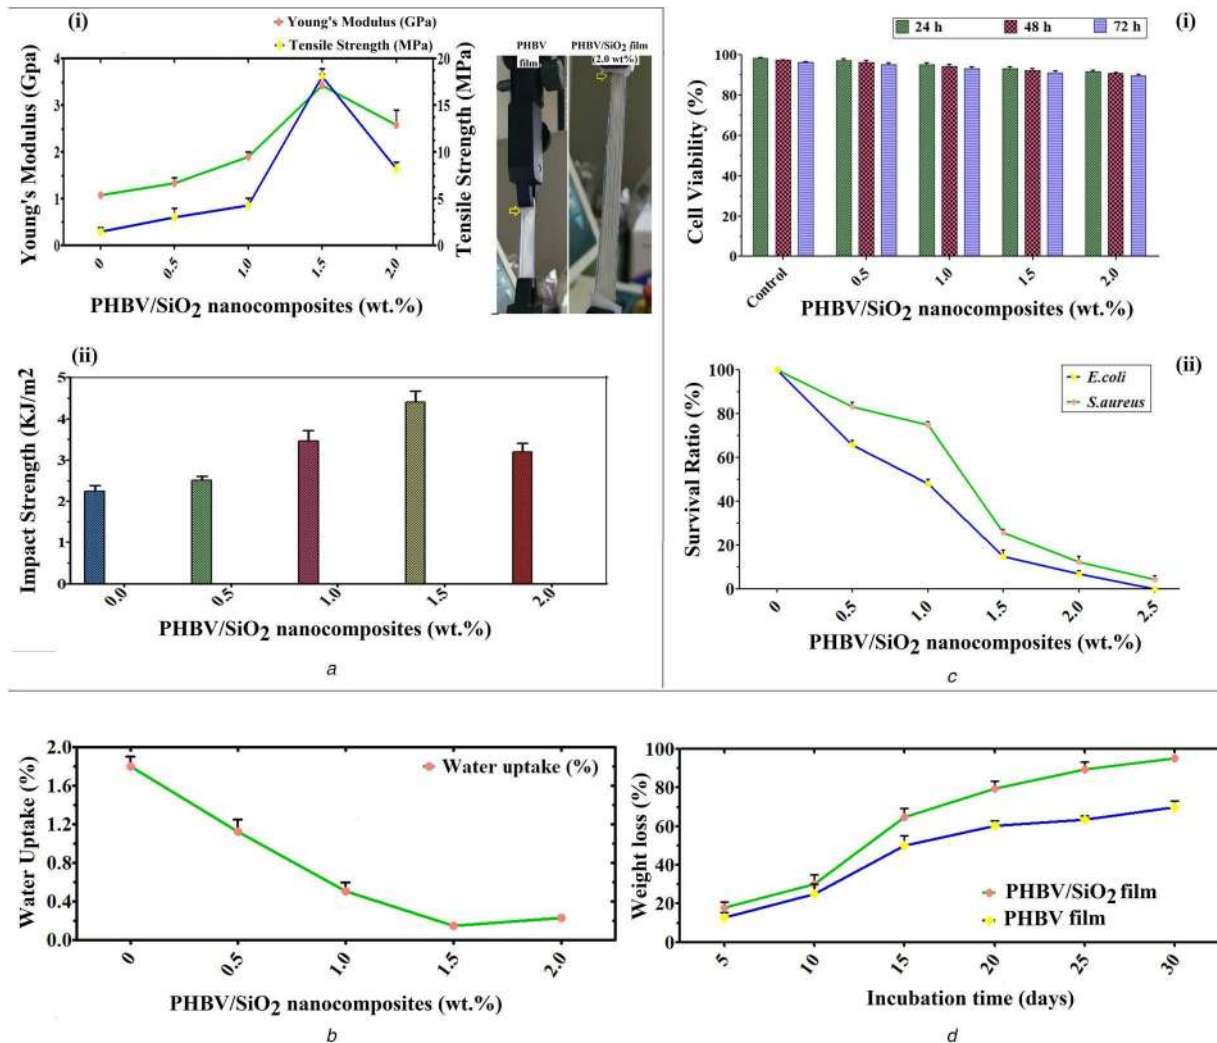 (i)
Young's Modulus (GPa)
Tensile Strength (MPa)
Young's Modulus (Gpa)
4
3
2
1
0
20
15
10
5
0
Tensile Strength (MPa)
0
0.5
1.0
1.5
2.0
PHBV/SiO2 nanocomposites (wt.%)
PHBV
film
PHBV/SiO2 film
(2.0 wt%)
(ii)
Impact Strength (KJ/m2
5
4
3
2
1
0
0.0
0.5
1.0
1.5
2.0
PHBV/SiO2 nanocomposites (wt.%)
a
24 h
48 h
72 h
(i)
Cell Viability (%)
100
80
60
40
20
0
Control
0.5
1.0
1.5
2.0
PHBV/SiO2 nanocomposites (wt.%)
(ii)
E.coli
S.aureus
Survival Ratio (%)
100
80
60
40
20
0
0
0.5
1.0
1.5
2.0
2.5
PHBV/SiO2 nanocomposites (wt.%)
c
Water uptake (%)
Water Uptake (%)
2.0
1.6
1.2
0.8
0.4
0.0
0
0.5
1.0
1.5
2.0
PHBV/SiO2 nanocomposites (wt.%)
b
Weight loss (%)
100
80
60
40
20
0
PHBV/SiO2 film
PHBV film
5
10
15
20
25
30
Incubation time (days)
d